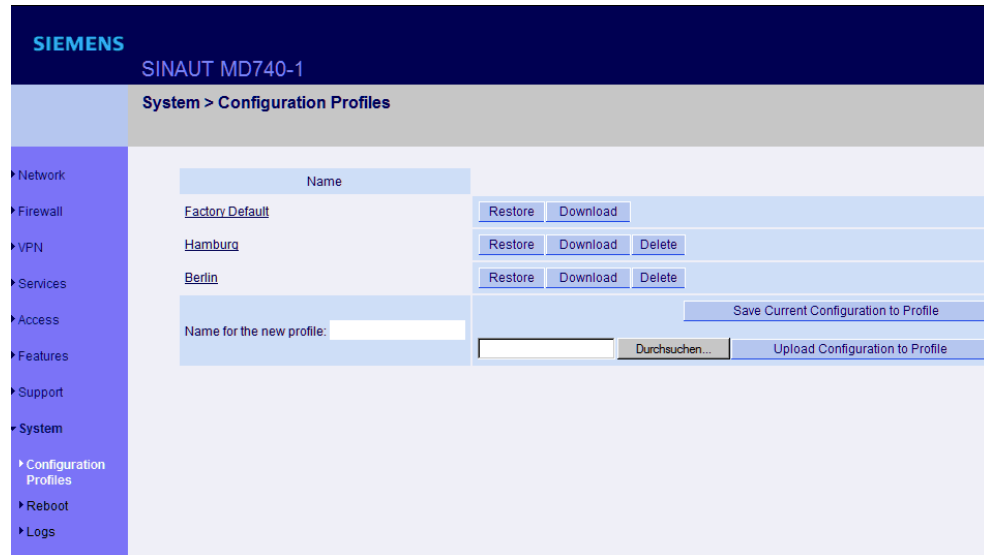 SIEMENS
SINAUT MD740-1
System > Configuration Profiles
Network
Firewall
VPN
Services
Access
Features
Support
System
Configuration
Profiles
Reboot
Logs
Name
Factory Default Restore Download
Hamburg Restore Download Delete
Berlin Restore Download Delete
Name for the new profile:
Save Current Configuration to Profile
Durchsuchen... Upload Configuration to Profile